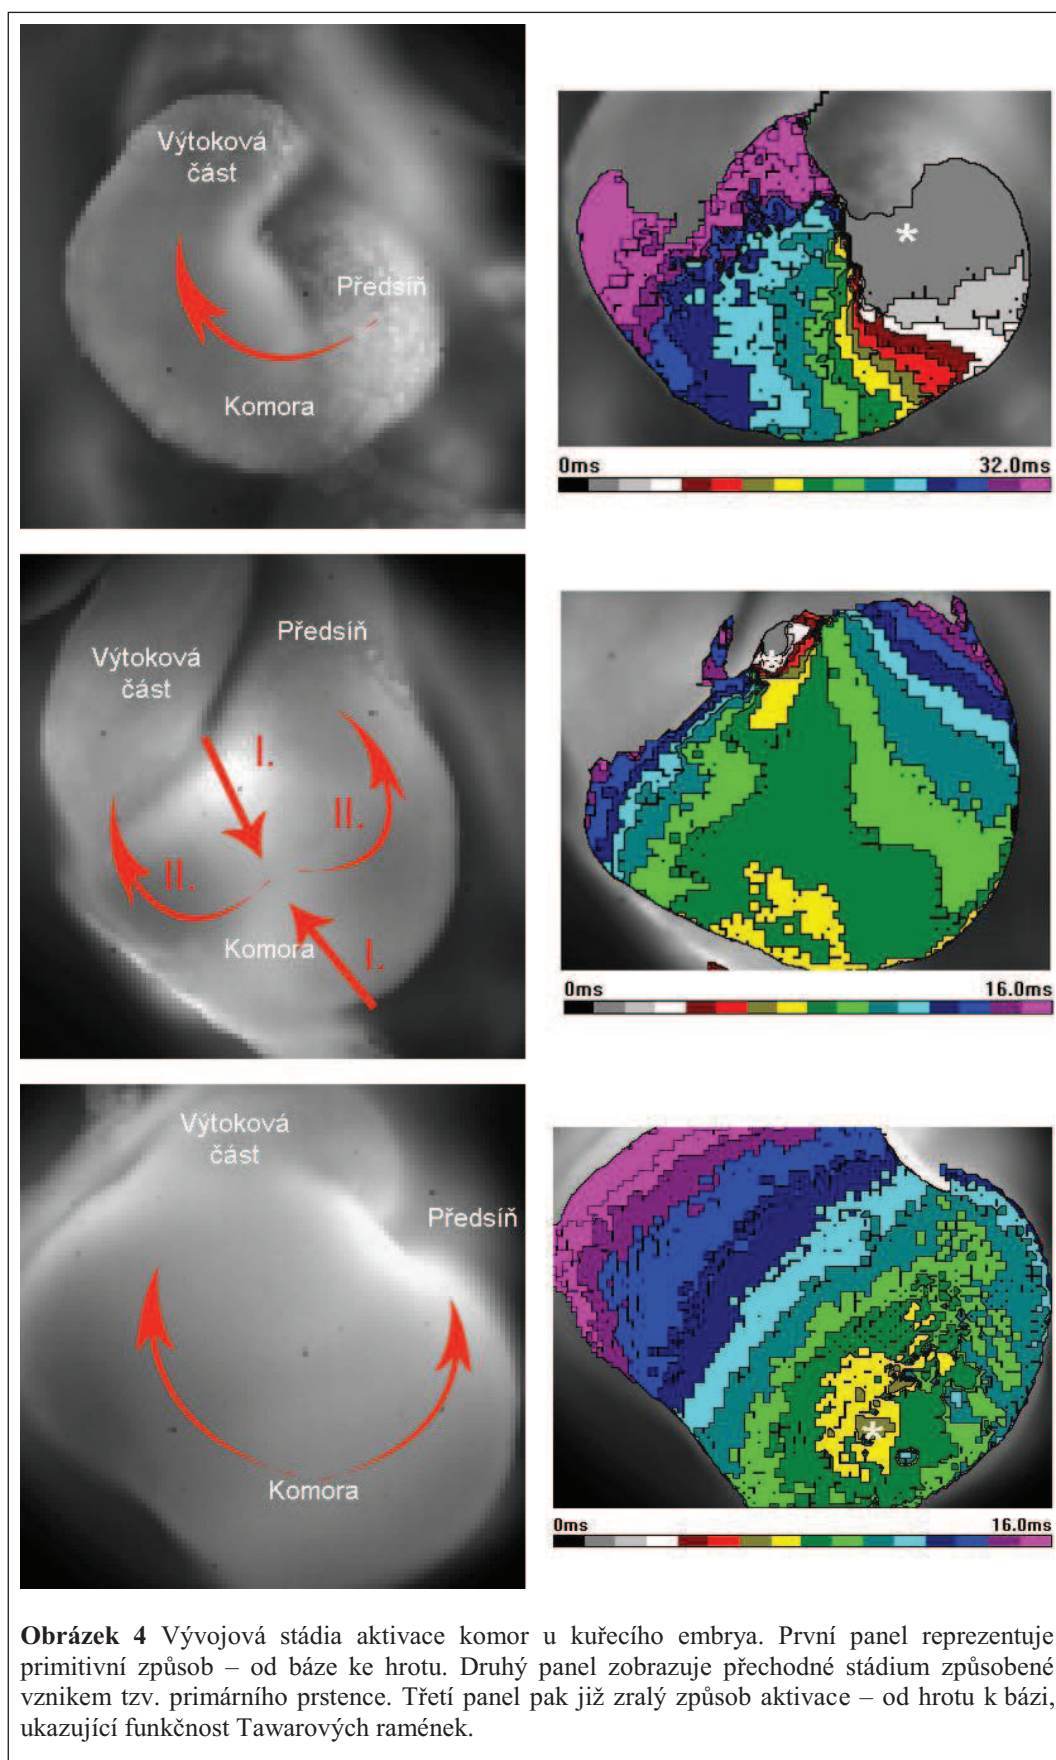 Výtoková
část
Předsíň
Komora
*
0ms 32.0ms
Předsíň
Výtoková
část
I.
II.
II.
Komora
I.
*
0ms 16.0ms
Výtoková
část
Předsíň
Komora
*
0ms 16.0ms
Obrázek 4 Vývojová stádia aktivace komor u kuřecího embrya. První panel reprezentuje
primitivní způsob – od báze ke hrotu. Druhý panel zobrazuje přechodné stádium způsobené
vznikem tzv. primárního prstence. Třetí panel pak již zralý způsob aktivace – od hrotu k bázi,
ukazující funkčnost Tawarových ramének.